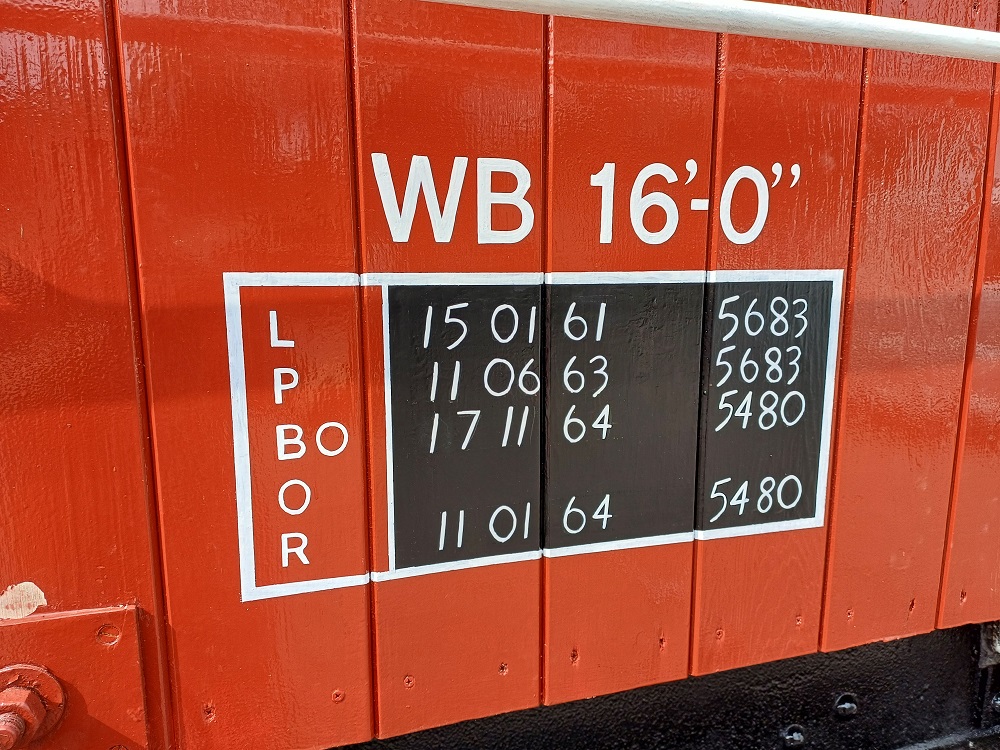 WB 16'-0''
L 15 01 61 5683
P 11 06 63 5683
BO 17 11 64 5480
O
R 11 01 64 5480